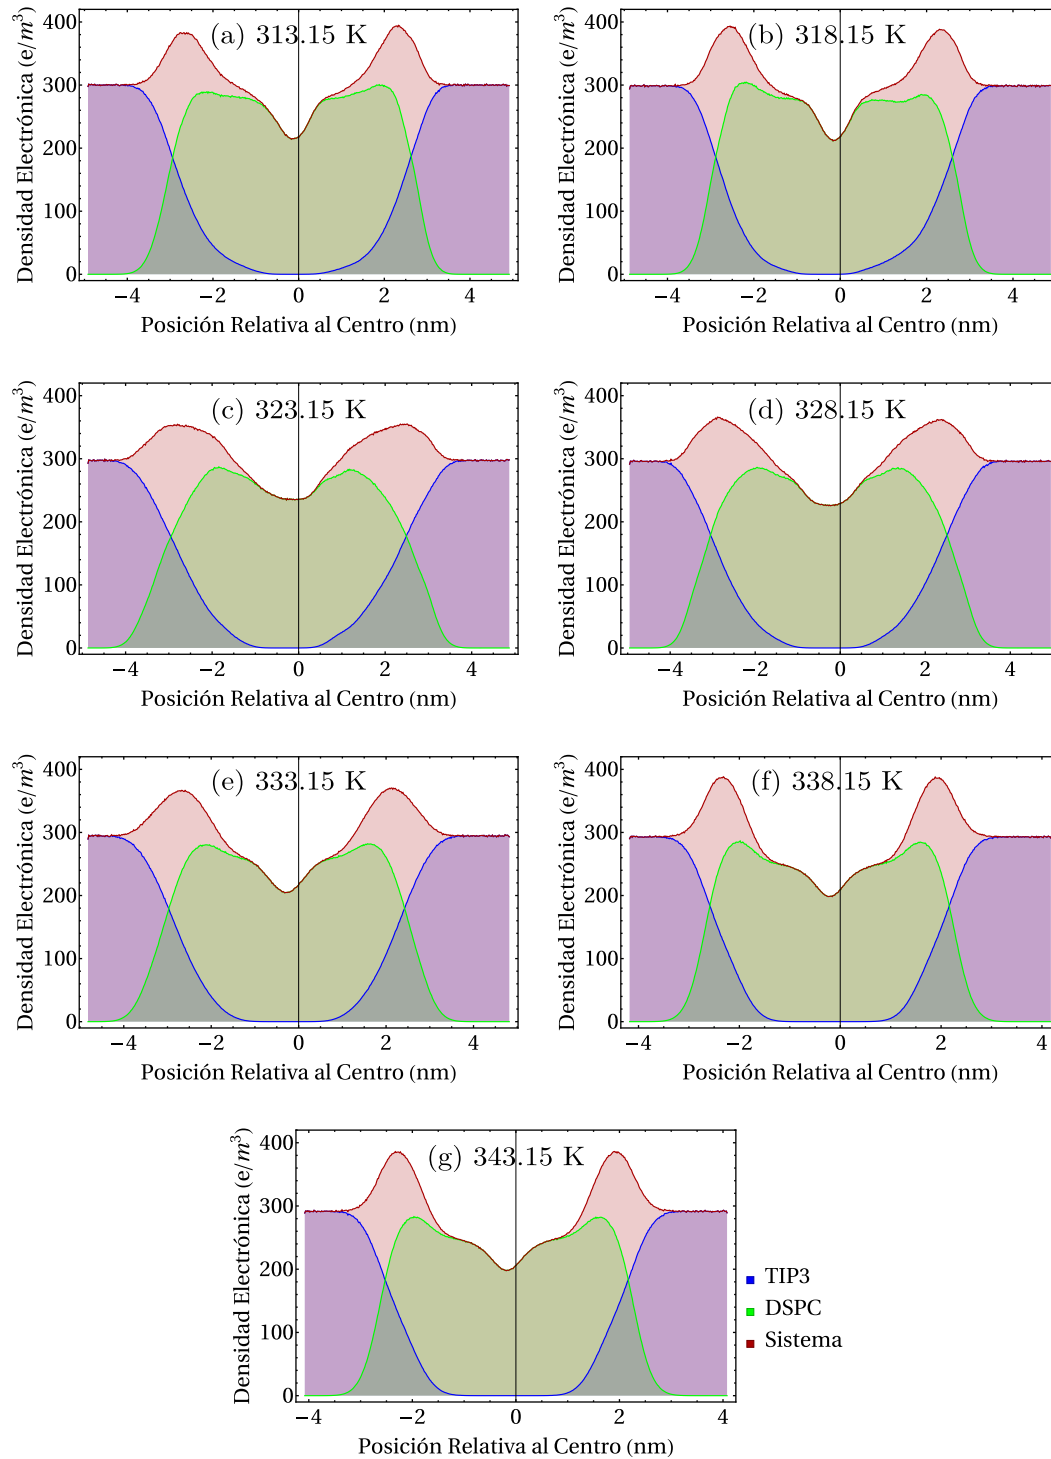 (a) 313.15 K
Densidad Electrónica (e/m³)
400
300
200
100
0
−4 −2 0 2 4
Posición Relativa al Centro (nm)
(b) 318.15 K
Densidad Electrónica (e/m³)
400
300
200
100
0
−4 −2 0 2 4
Posición Relativa al Centro (nm)
(c) 323.15 K
Densidad Electrónica (e/m³)
400
300
200
100
0
−4 −2 0 2 4
Posición Relativa al Centro (nm)
(d) 328.15 K
Densidad Electrónica (e/m³)
400
300
200
100
0
−4 −2 0 2 4
Posición Relativa al Centro (nm)
(e) 333.15 K
Densidad Electrónica (e/m³)
400
300
200
100
0
−4 −2 0 2 4
Posición Relativa al Centro (nm)
(f) 338.15 K
Densidad Electrónica (e/m³)
400
300
200
100
0
−4 −2 0 2 4
Posición Relativa al Centro (nm)
(g) 343.15 K
Densidad Electrónica (e/m³)
400
300
200
100
0
−4 −2 0 2 4
Posición Relativa al Centro (nm)
TIP3
DSPC
Sistema